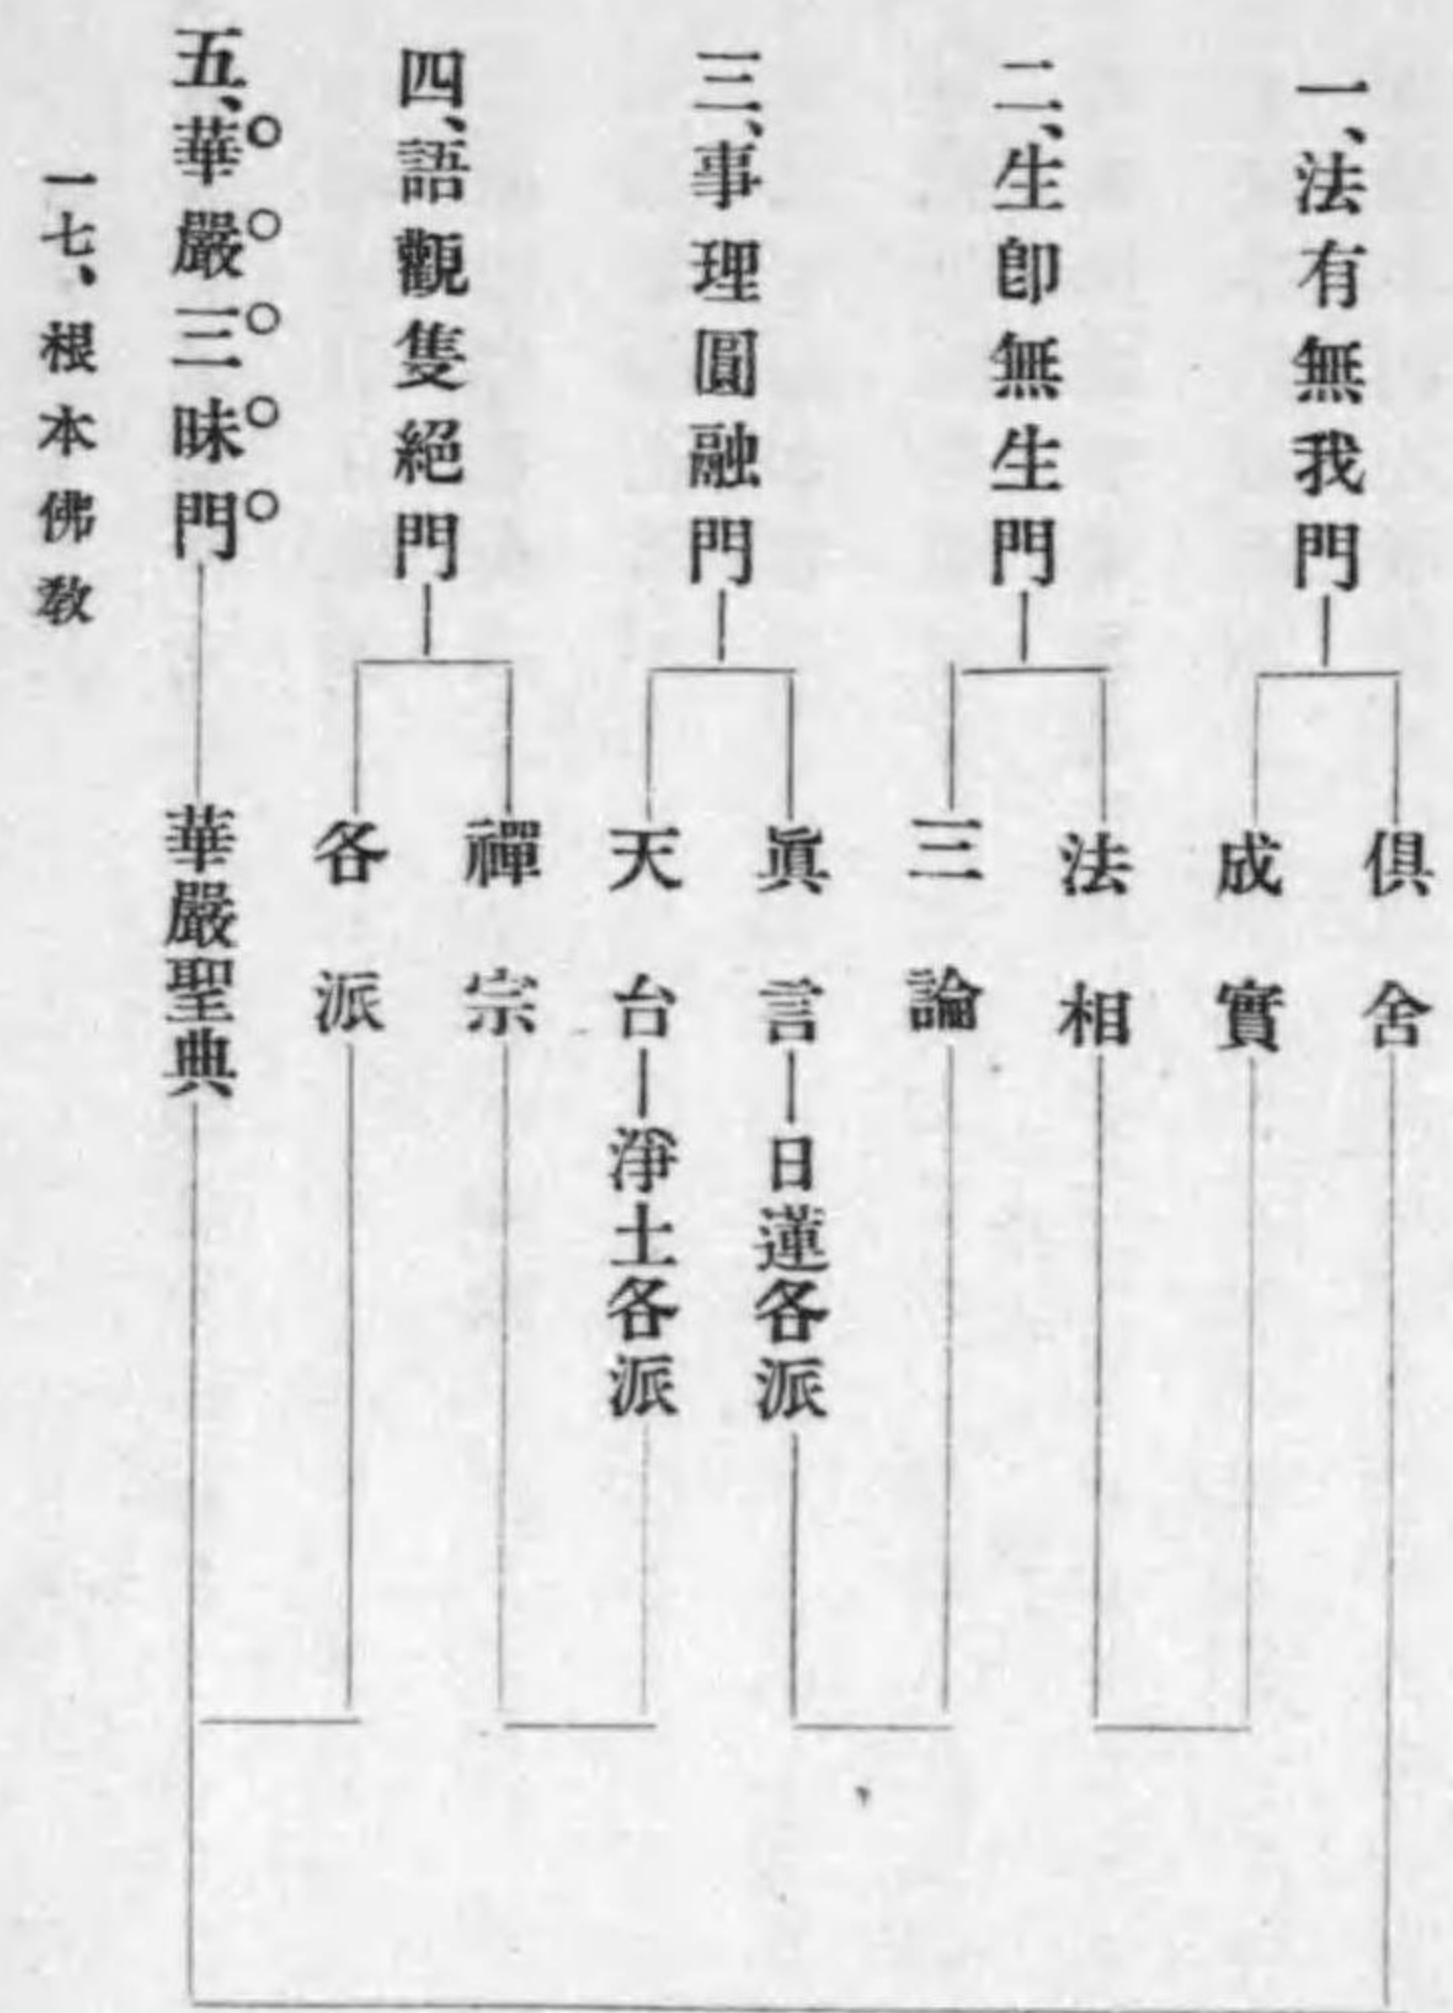 一、法有無我門
俱舍
成實
二、生卽無生門
法相
三論
三、事理圓融門
眞言―日蓮各派
天台―淨土各派
四、語觀隻絕門
禪宗
各派
五、華嚴三昧門
華嚴聖典
一七、根本佛敎